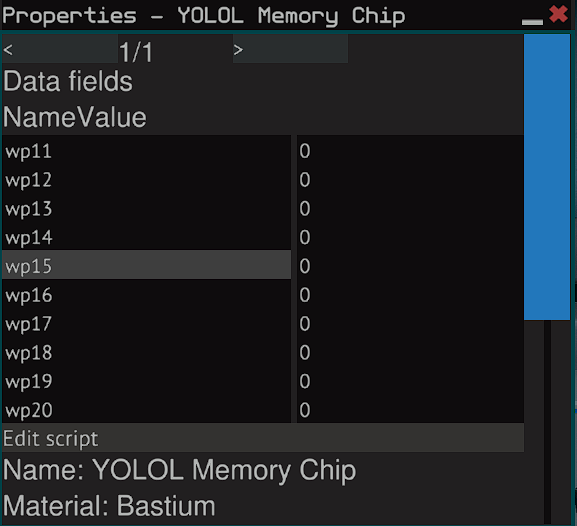 Properties - YOLOL Memory Chip
< 1/1 >
Data fields
NameValue
wp11 0
wp12 0
wp13 0
wp14 0
wp15 0
wp16 0
wp17 0
wp18 0
wp19 0
wp20 0
Edit script
Name: YOLOL Memory Chip
Material: Bastium